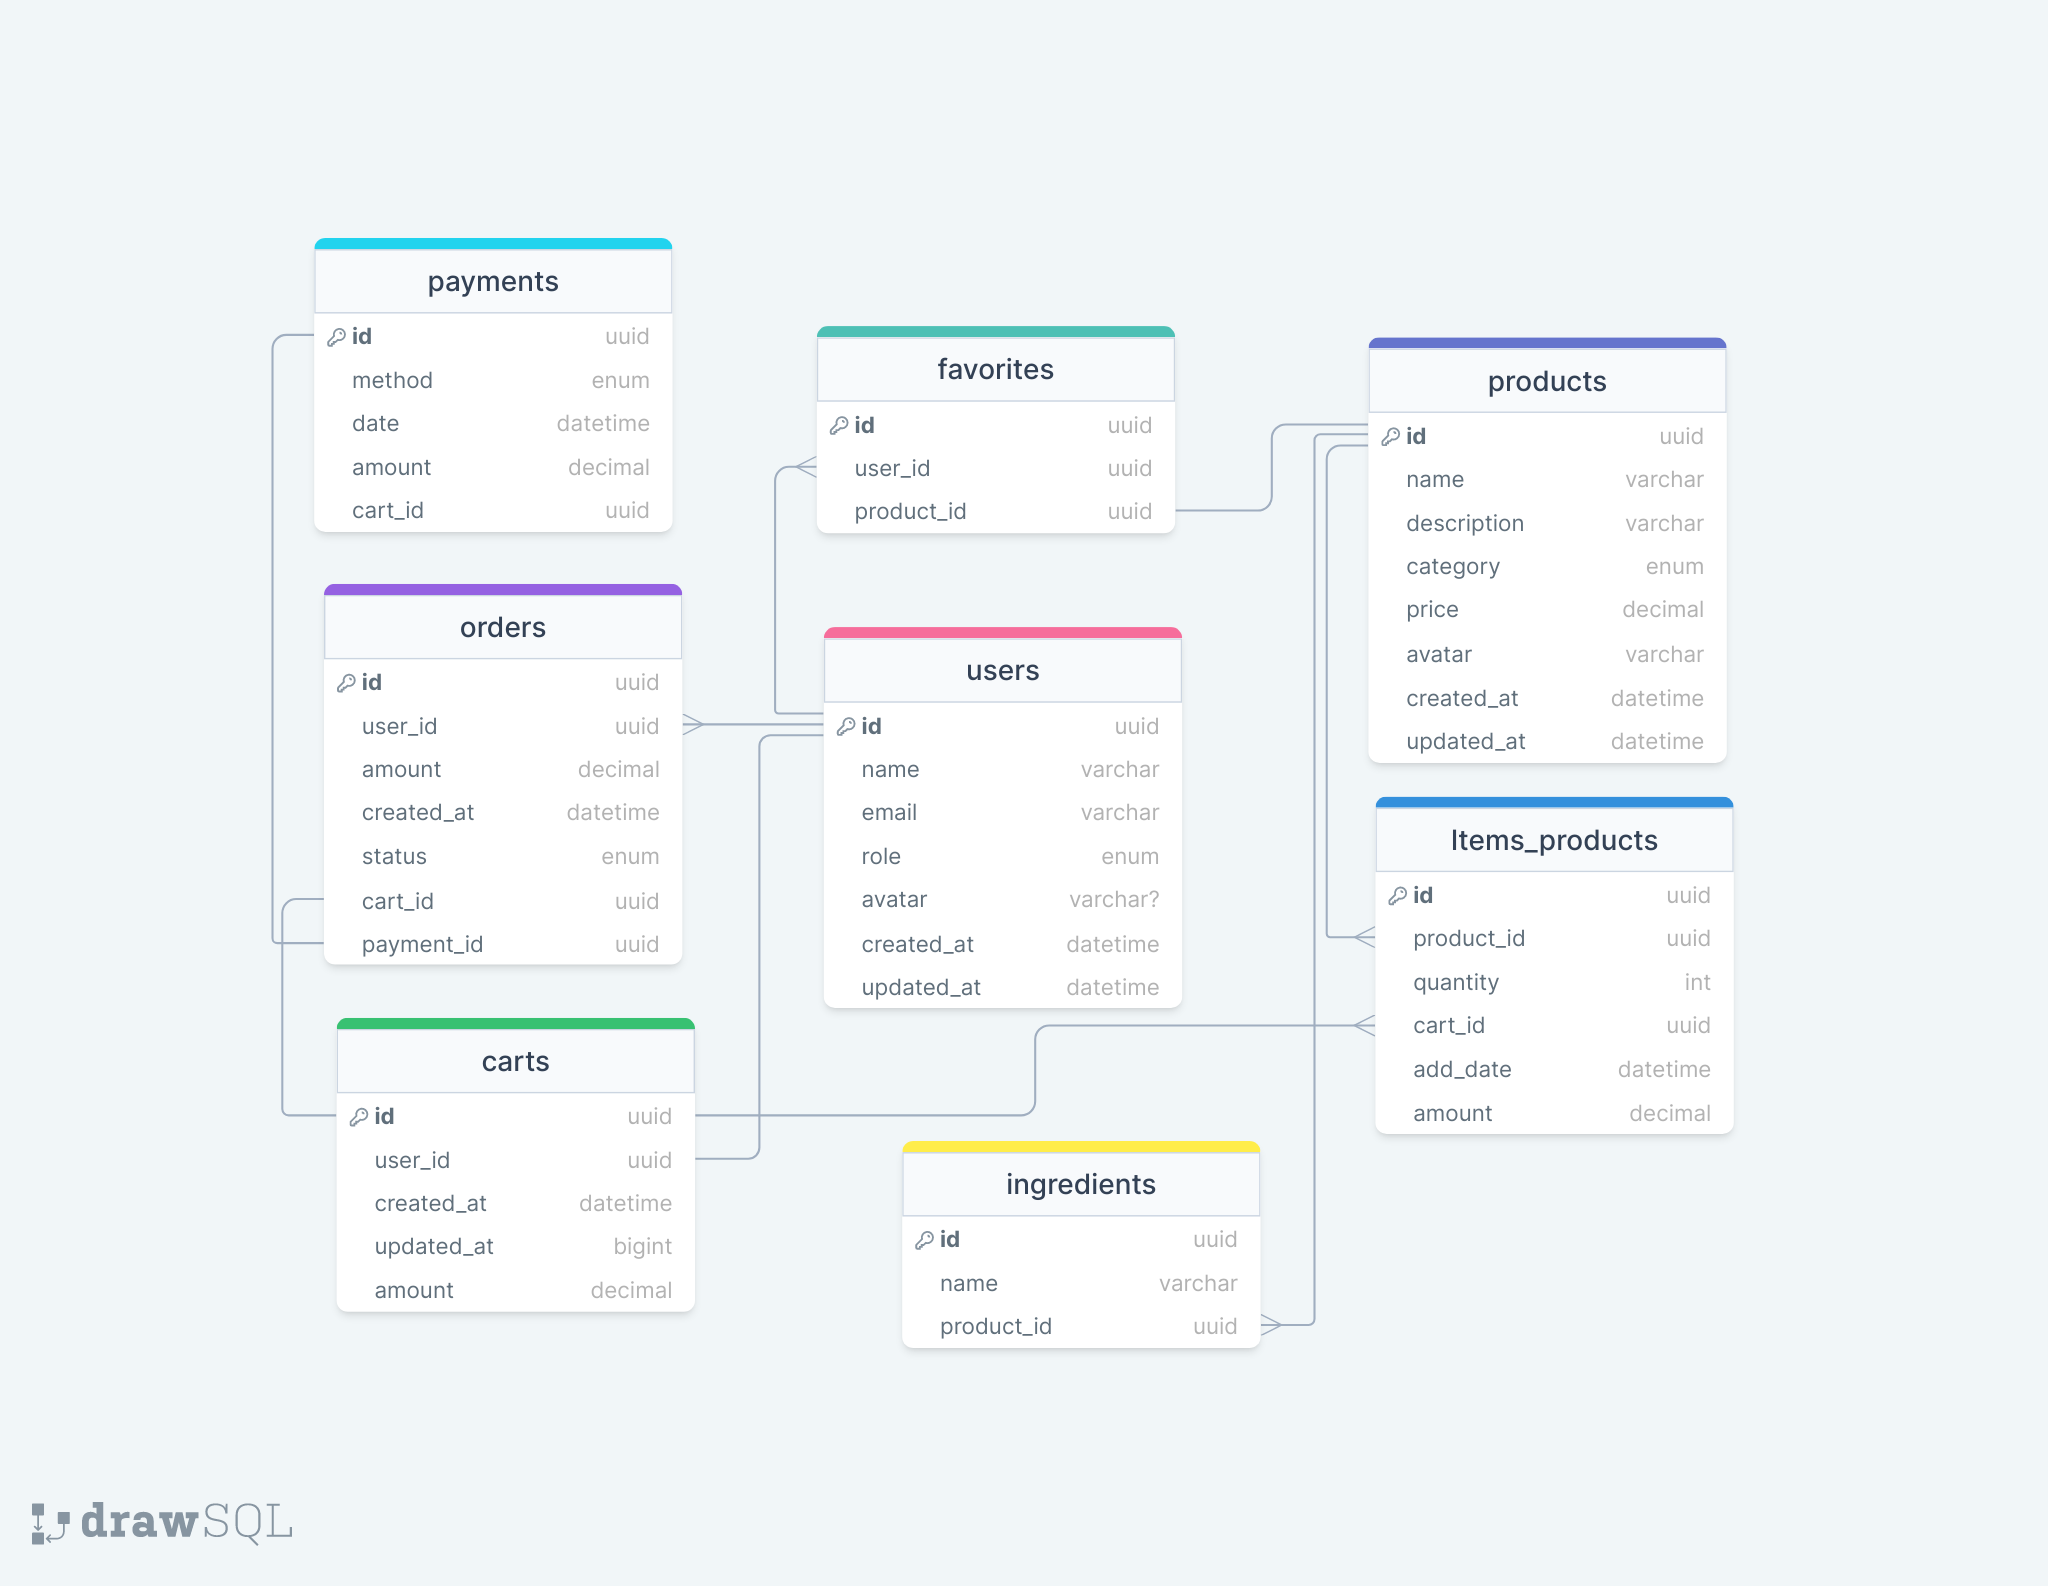 payments
id uuid
method enum
date datetime
amount decimal
cart_id uuid
orders
id uuid
user_id uuid
amount decimal
created_at datetime
status enum
cart_id uuid
payment_id uuid
carts
id uuid
user_id uuid
created_at datetime
updated_at bigint
amount decimal
favorites
id uuid
user_id uuid
product_id uuid
users
id uuid
name varchar
email varchar
role enum
avatar varchar?
created_at datetime
updated_at datetime
ingredients
id uuid
name varchar
product_id uuid
products
id uuid
name varchar
description varchar
category enum
price decimal
avatar varchar
created_at datetime
updated_at datetime
Items_products
id uuid
product_id uuid
quantity int
cart_id uuid
add_date datetime
amount decimal
drawSQL